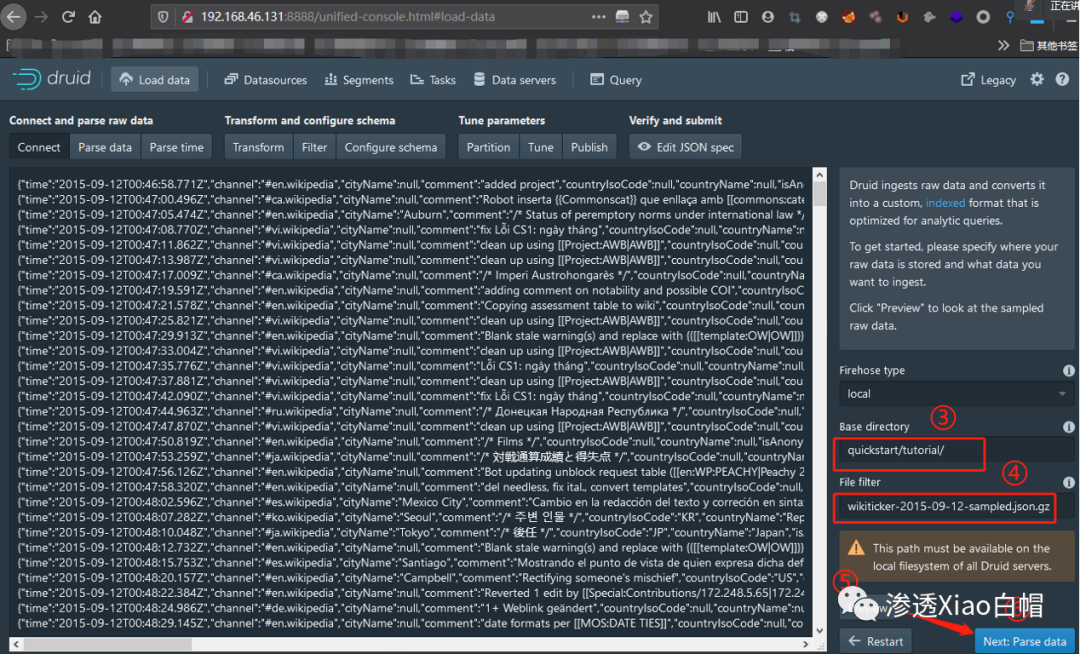 正在讲
192.168.46.131:8888/unified-console.html#load-data
其他书签
druid
Load data
Datasources
Segments
Tasks
Data servers
Query
Legacy
Connect and parse raw data
Transform and configure schema
Tune parameters
Verify and submit
Connect
Parse data
Parse time
Transform
Filter
Configure schema
Partition
Tune
Publish
Edit JSON spec
{"time":"2015-09-12T00:46:58.771Z","channel":"#en.wikipedia","cityName":null,"comment":"added project","countryIsoCode":null,"countryName":null,"isAno
{"time":"2015-09-12T00:47:00.496Z","channel":"#ca.wikipedia","cityName":null,"comment":"Robot inserta {{Commonscat}} que enllaça amb [[commons:cate
{"time":"2015-09-12T00:47:05.474Z","channel":"#en.wikipedia","cityName":"Auburn","comment":"/* Status of peremptory norms under international law */
{"time":"2015-09-12T00:47:08.770Z","channel":"#vi.wikipedia","cityName":null,"comment":"fix Lỗi CS1: ngày tháng","countryIsoCode":null,"countryName":n
{"time":"2015-09-12T00:47:11.862Z","channel":"#vi.wikipedia","cityName":null,"comment":"clean up using [[Project:AWB|AWB]]","countryIsoCode":null,"cou
{"time":"2015-09-12T00:47:13.987Z","channel":"#vi.wikipedia","cityName":null,"comment":"clean up using [[Project:AWB|AWB]]","countryIsoCode":null,"cou
{"time":"2015-09-12T00:47:17.009Z","channel":"#ca.wikipedia","cityName":null,"comment":"/* Imperi Austrohongarès */","countryIsoCode":null,"countryNa
{"time":"2015-09-12T00:47:19.591Z","channel":"#en.wikipedia","cityName":null,"comment":"adding comment on notability and possible COI","countryIsoCo
{"time":"2015-09-12T00:47:21.578Z","channel":"#en.wikipedia","cityName":null,"comment":"Copying assessment table to wiki","countryIsoCode":null,"coun
{"time":"2015-09-12T00:47:25.821Z","channel":"#vi.wikipedia","cityName":null,"comment":"clean up using [[Project:AWB|AWB]]","countryIsoCode":null,"cou
{"time":"2015-09-12T00:47:29.913Z","channel":"#en.wikipedia","cityName":null,"comment":"Blank stale warning(s) and replace with {{[[template:OW|OW]]}}
{"time":"2015-09-12T00:47:33.004Z","channel":"#vi.wikipedia","cityName":null,"comment":"clean up using [[Project:AWB|AWB]]","countryIsoCode":null,"cou
{"time":"2015-09-12T00:47:35.776Z","channel":"#vi.wikipedia","cityName":null,"comment":"Lỗi CS1: ngày tháng","countryIsoCode":null,"countryName":null,
{"time":"2015-09-12T00:47:37.881Z","channel":"#vi.wikipedia","cityName":null,"comment":"clean up using [[Project:AWB|AWB]]","countryIsoCode":null,"cou
{"time":"2015-09-12T00:47:42.090Z","channel":"#vi.wikipedia","cityName":null,"comment":"fix Lỗi CS1: ngày tháng","countryIsoCode":null,"countryName":n
{"time":"2015-09-12T00:47:44.963Z","channel":"#ru.wikipedia","cityName":null,"comment":"/* Донецкая Народная Республика */","countryIsoCode":null,"
{"time":"2015-09-12T00:47:47.870Z","channel":"#vi.wikipedia","cityName":null,"comment":"clean up using [[Project:AWB|AWB]]","countryIsoCode":null,"cou
{"time":"2015-09-12T00:47:50.819Z","channel":"#en.wikipedia","cityName":null,"comment":"/* Films */","countryIsoCode":null,"countryName":null,"isAnony
{"time":"2015-09-12T00:47:53.259Z","channel":"#ja.wikipedia","cityName":null,"comment":"/* 対戦通算成績と得失点 */","countryIsoCode":null,"countryNa
{"time":"2015-09-12T00:47:56.126Z","channel":"#en.wikipedia","cityName":null,"comment":"Bot updating unblock request table ([[en:WP:PEACHY|Peachy 2
{"time":"2015-09-12T00:47:58.320Z","channel":"#en.wikipedia","cityName":null,"comment":"del needless, fix ital., convert templates","countryIsoCode":null,
{"time":"2015-09-12T00:48:02.596Z","channel":"#es.wikipedia","cityName":"Mexico City","comment":"Cambio en la redacción del texto y correción en sinta
{"time":"2015-09-12T00:48:07.282Z","channel":"#ko.wikipedia","cityName":"Seoul","comment":"/* 주변 인물 */","countryIsoCode":"KR","countryName":"Rep
{"time":"2015-09-12T00:48:10.048Z","channel":"#ja.wikipedia","cityName":"Tokyo","comment":"/* 後任 */","countryIsoCode":"JP","countryName":"Japan","is
{"time":"2015-09-12T00:48:12.732Z","channel":"#en.wikipedia","cityName":null,"comment":"Blank stale warning(s) and replace with {{[[template:OW|OW]]}}
{"time":"2015-09-12T00:48:15.753Z","channel":"#es.wikipedia","cityName":"Santiago","comment":"Mostrando el punto de vista de quien expresa dicha def
{"time":"2015-09-12T00:48:20.157Z","channel":"#en.wikipedia","cityName":"Campbell","comment":"Rectifying someone's mischief","countryIsoCode":"US","
{"time":"2015-09-12T00:48:22.384Z","channel":"#en.wikipedia","cityName":null,"comment":"Reverted 1 edit by [[Special:Contributions/172.248.5.65|172.24
{"time":"2015-09-12T00:48:24.986Z","channel":"#de.wikipedia","cityName":null,"comment":"1+ Weblink geändert","countryIsoCode":null,"countryName":nu
{"time":"2015-09-12T00:48:29.145Z","channel":"#en.wikipedia","cityName":null,"comment":"date formats per [[MOS:DATE TIES]]","countryIsoCode":null,"cou
Druid ingests raw data and converts it
into a custom, indexed format that is
optimized for analytic queries.
To get started, please specify where your
raw data is stored and what data you
want to ingest.
Click "Preview" to look at the sampled
raw data.
Firehose type
local
③
Base directory
quickstart/tutorial/
④
File filter
wikiticker-2015-09-12-sampled.json.gz
This path must be available on the
local filesystem of all Druid servers.
⑤
渗透Xiao白帽
Restart
Next: Parse data